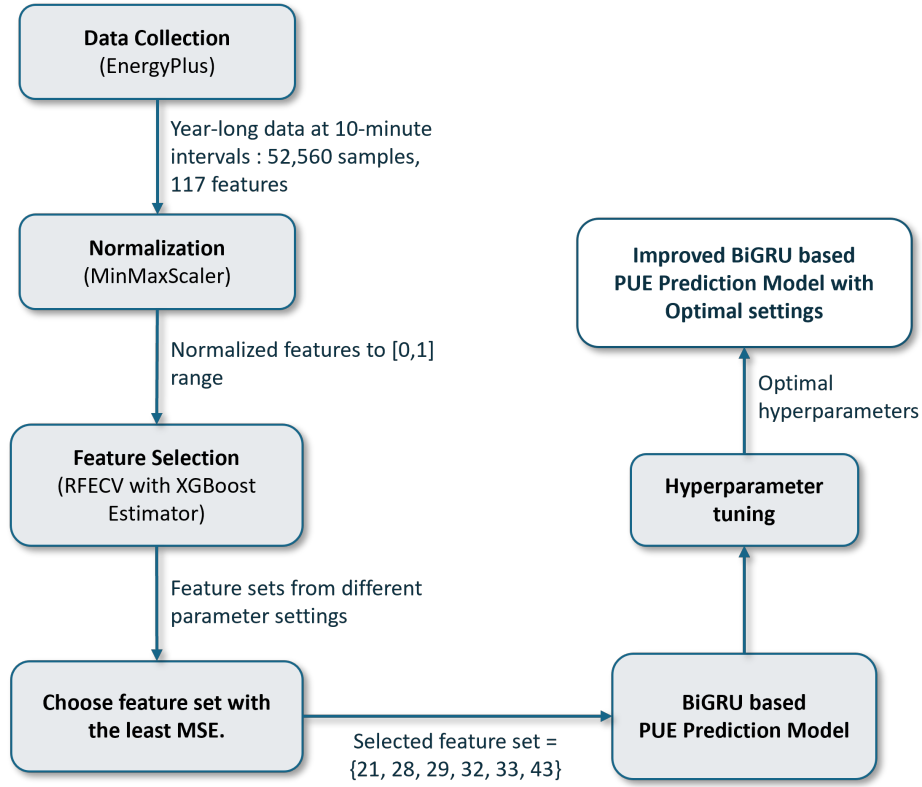 Data Collection
(EnergyPlus)
Year-long data at 10-minute
intervals : 52,560 samples,
117 features
Normalization
(MinMaxScaler)
Normalized features to [0,1]
range
Feature Selection
(RFECV with XGBoost
Estimator)
Feature sets from different
parameter settings
Choose feature set with
the least MSE.
Selected feature set =
{21, 28, 29, 32, 33, 43}
BiGRU based
PUE Prediction Model
Hyperparameter
tuning
Optimal
hyperparameters
Improved BiGRU based
PUE Prediction Model with
Optimal settings